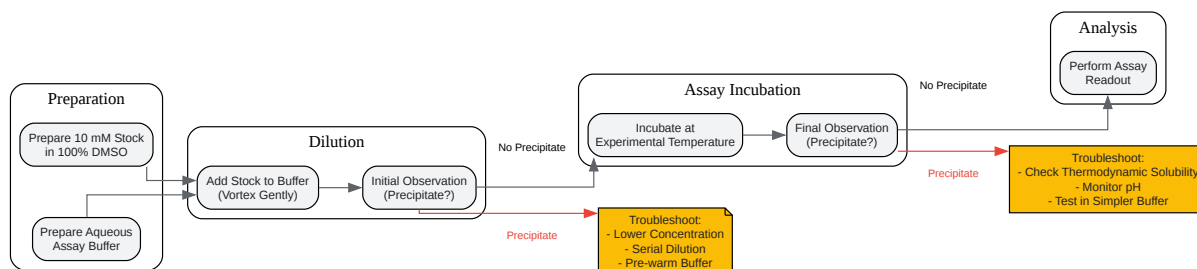 Preparation
Prepare 10 mM Stock
in 100% DMSO
Prepare Aqueous
Assay Buffer
Dilution
Add Stock to Buffer
(Vortex Gently)
Initial Observation
(Precipitate?)
No Precipitate
Precipitate
Troubleshoot:
- Lower Concentration
- Serial Dilution
- Pre-warm Buffer
Assay Incubation
Incubate at
Experimental Temperature
Final Observation
(Precipitate?)
No Precipitate
Precipitate
Troubleshoot:
- Check Thermodynamic Solubility
- Monitor pH
- Test in Simpler Buffer
Analysis
Perform Assay
Readout